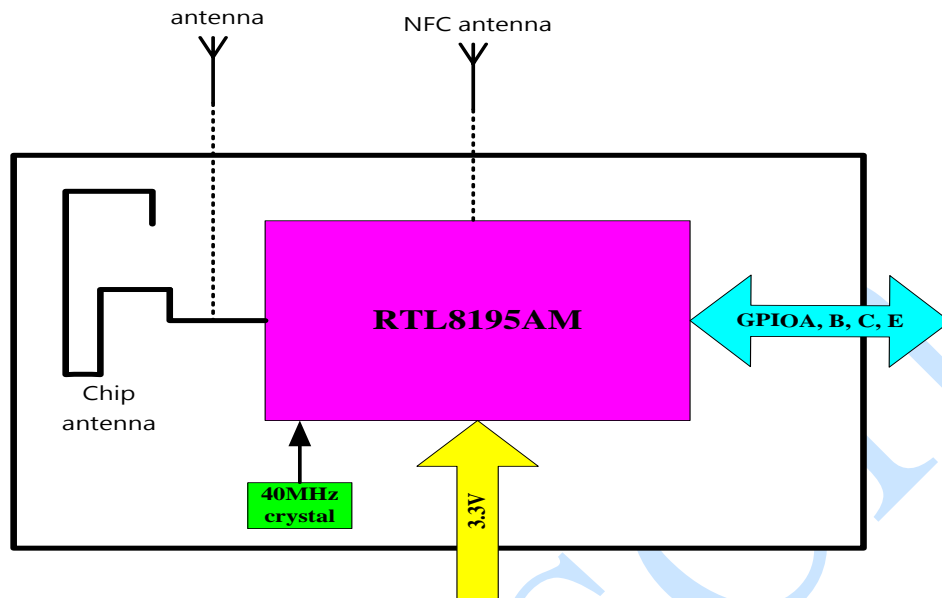 antenna
NFC antenna
RTL8195AM
GPIOA, B, C, E
Chip
antenna
40MHz
crystal
3.3V